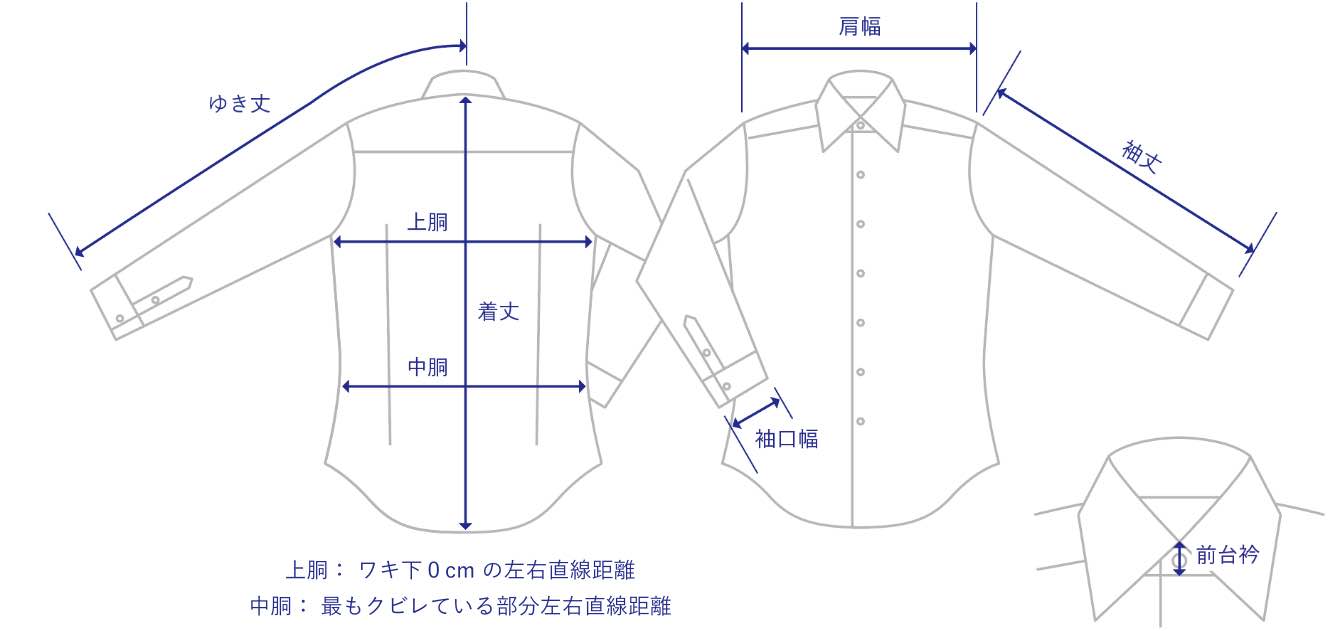 肩幅
ゆき丈
袖丈
上胴
着丈
中胴
袖口幅
前台衿
上胴： ワキ下0cm の左右直線距離
中胴： 最もクビレている部分左右直線距離